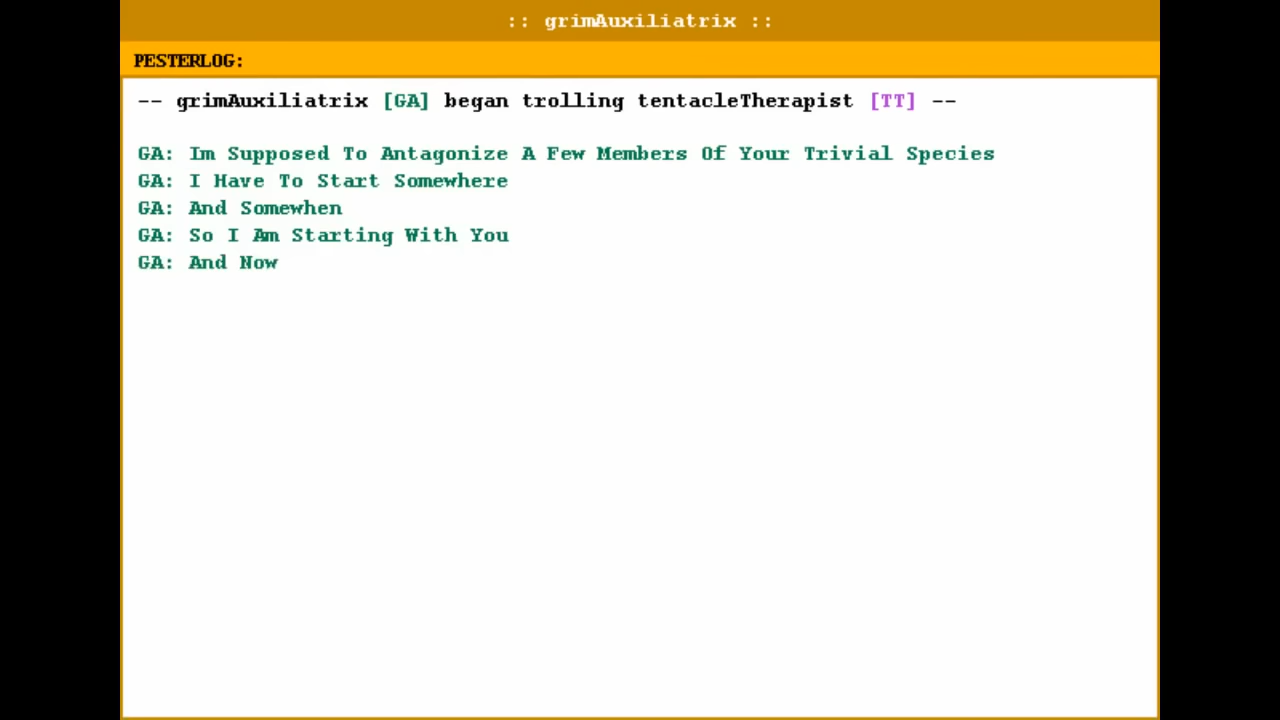 :: grimAuxiliatrix ::
PESTERLOG:
-- grimAuxiliatrix [GA] began trolling tentacleTherapist [TT] --
GA: Im Supposed To Antagonize A Few Members Of Your Trivial Species
GA: I Have To Start Somewhere
GA: And Somewhen
GA: So I Am Starting With You
GA: And Now